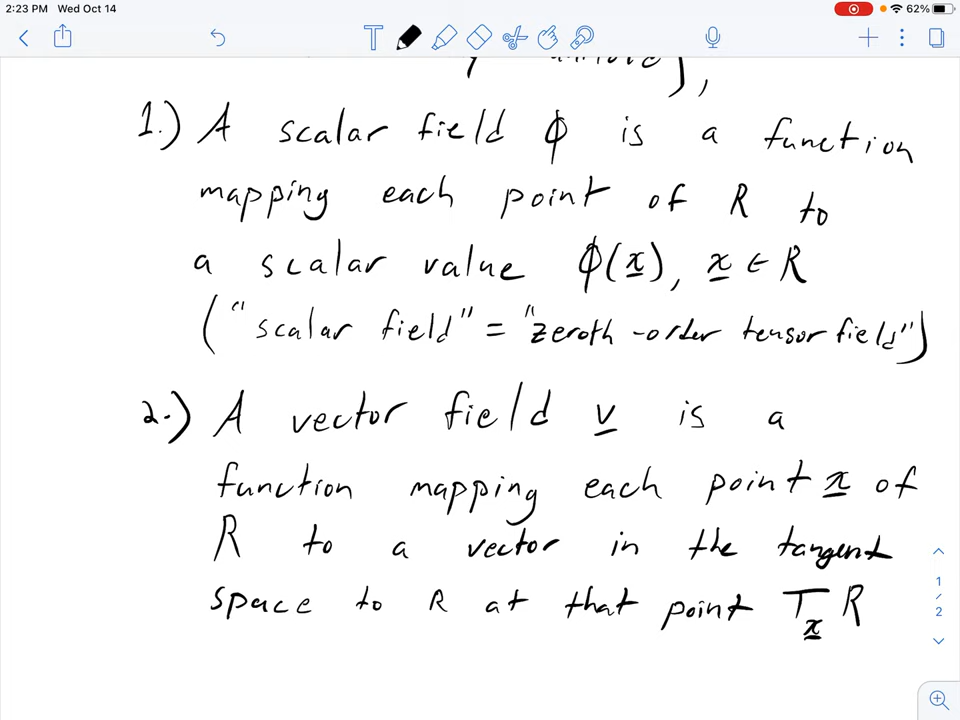 2:23 PM Wed Oct 14
62%
1.) A scalar field ϕ is a function
mapping each point of R to
a scalar value ϕ(x), x ∈ R
("scalar field" = "zeroth-order tensor field")
2.) A vector field v is a
function mapping each point x of
R to a vector in the tangent
space to R at that point TₓR
1/2